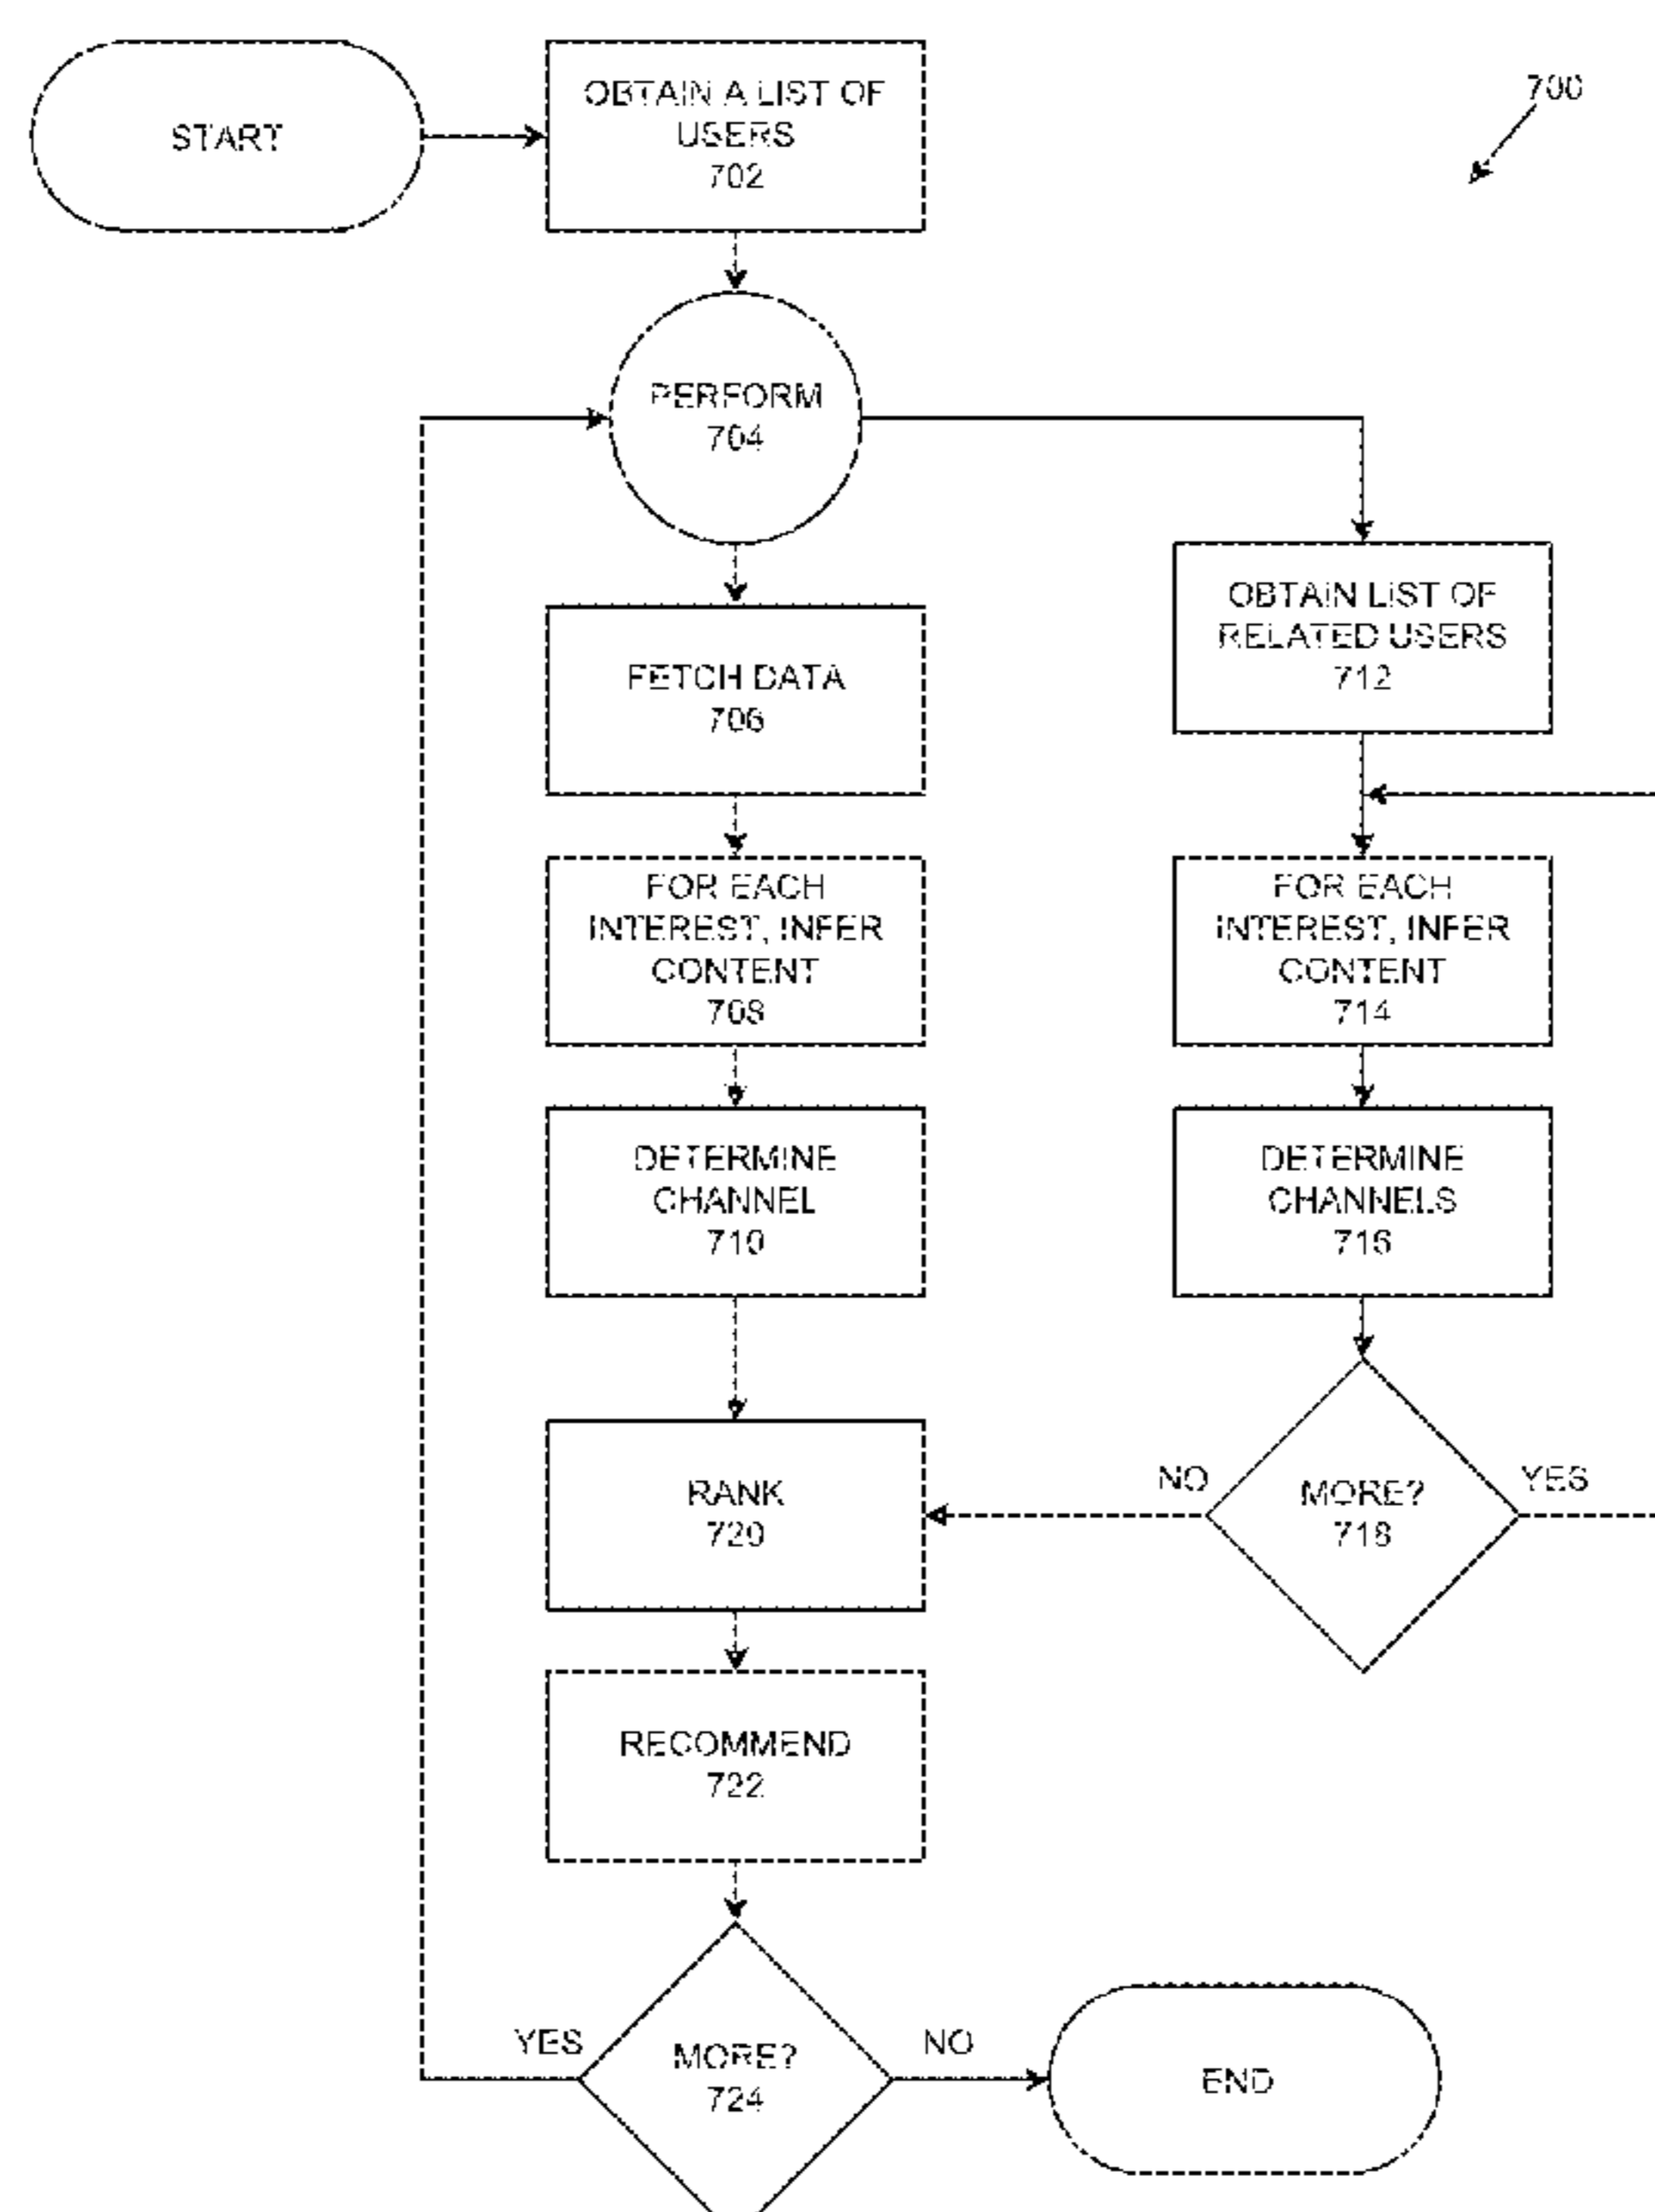 START
OBTAIN A LIST OF
USERS
702
700
PERFORM
704
FETCH DATA
706
OBTAIN LIST OF
RELATED USERS
712
FOR EACH
INTEREST, INFER
CONTENT
708
FOR EACH
INTEREST, INFER
CONTENT
714
DETERMINE
CHANNEL
710
DETERMINE
CHANNELS
716
RANK
720
NO
MORE?
718
YES
RECOMMEND
722
YES
MORE?
724
NO
END